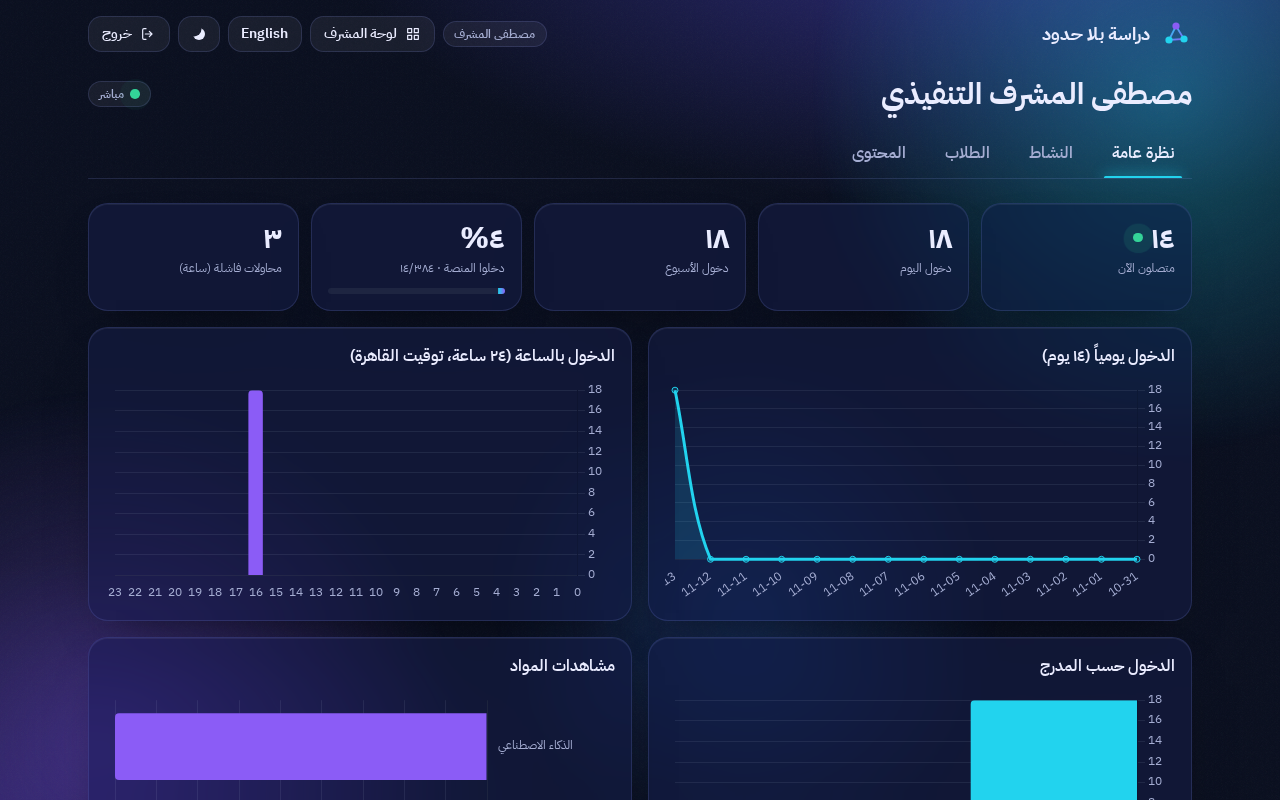 دراسة بلا حدود
مصطفى المشرف
لوحة المشرف
English
خروج
مصطفى المشرف التنفيذي
مباشر
نظرة عامة
النشاط
الطلاب
المحتوى
١٤
متصلون الآن
١٨
دخول اليوم
١٨
دخول الأسبوع
٤%
دخلوا المنصة · ١٤/٣٨٤
٣
محاولات فاشلة (ساعة)
الدخول يومياً (١٤ يوم)
18
16
14
12
10
8
6
4
2
0
10-31 11-01 11-02 11-03 11-04 11-05 11-06 11-07 11-08 11-09 11-10 11-11 11-12
الدخول بالساعة (٢٤ ساعة، توقيت القاهرة)
18
16
14
12
10
8
6
4
2
0
23 22 21 20 19 18 17 16 15 14 13 12 11 10 9 8 7 6 5 4 3 2 1 0
الدخول حسب المدرج
18
16
14
12
10
مشاهدات المواد
الذكاء الاصطناعي